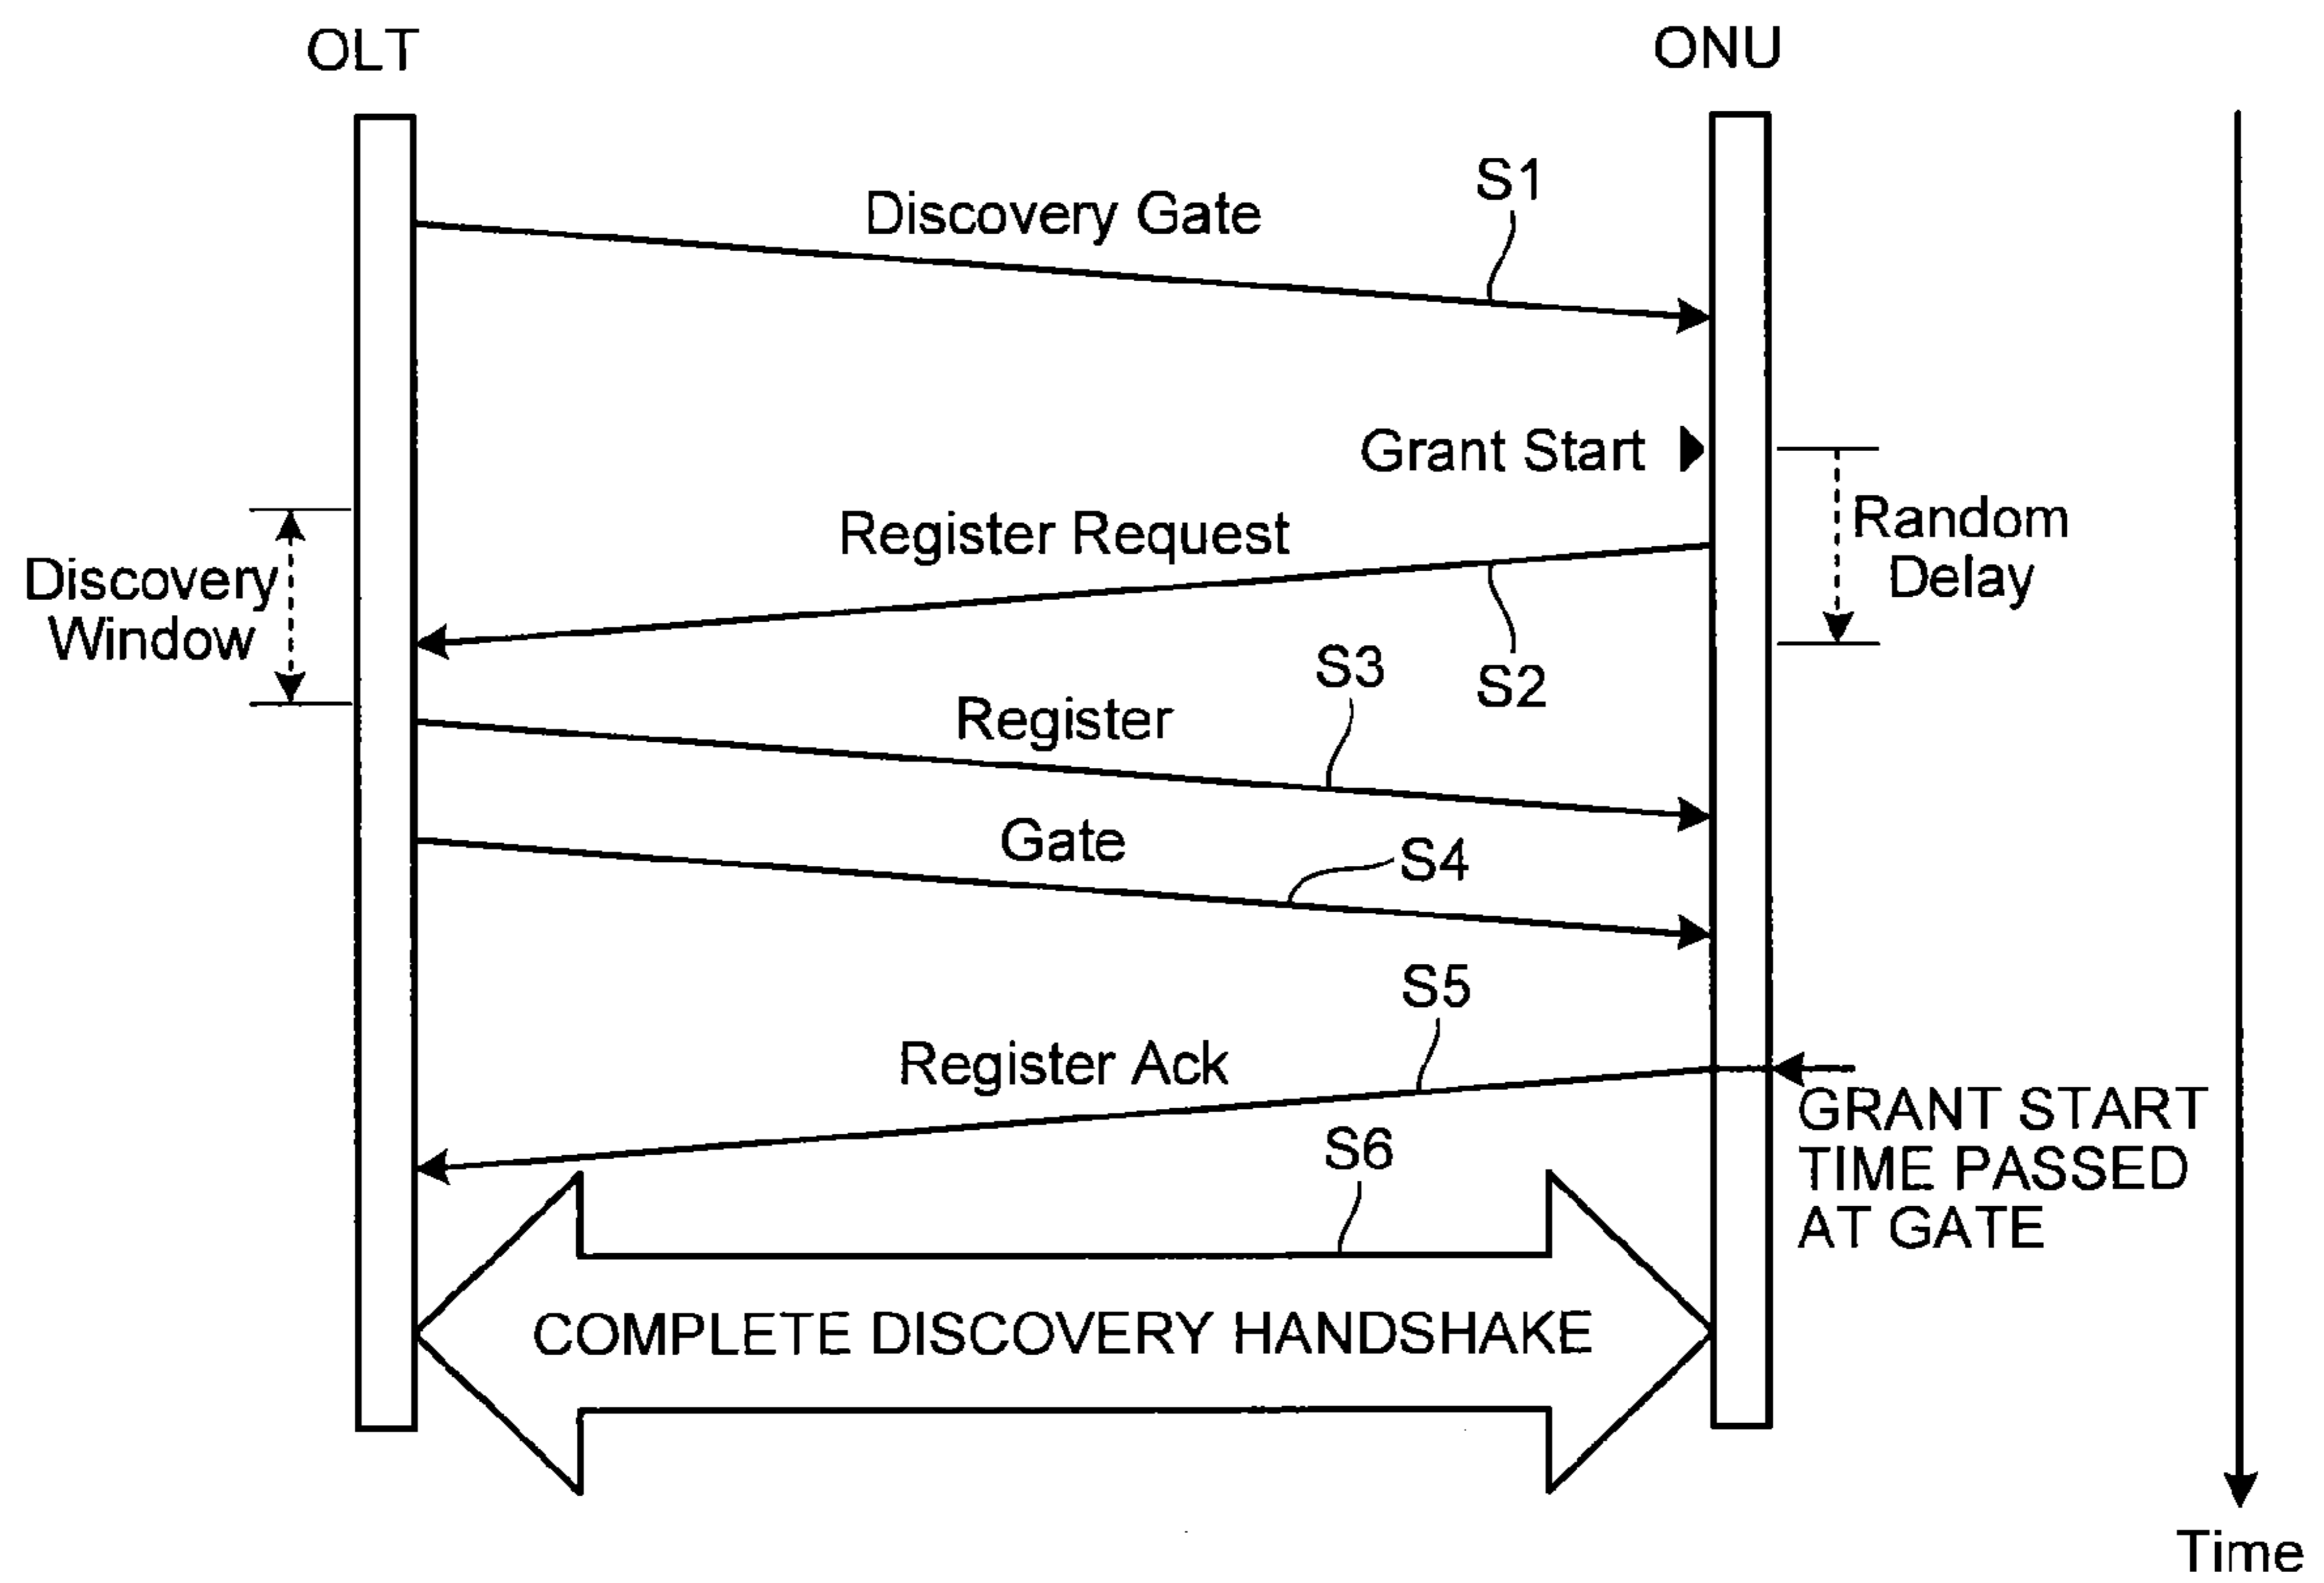 OLT
ONU
S1
Discovery Gate
Grant Start
Random
Delay
Register Request
Discovery
Window
S2
S3
Register
Gate
S4
S5
Register Ack
GRANT START
TIME PASSED
AT GATE
S6
COMPLETE DISCOVERY HANDSHAKE
Time